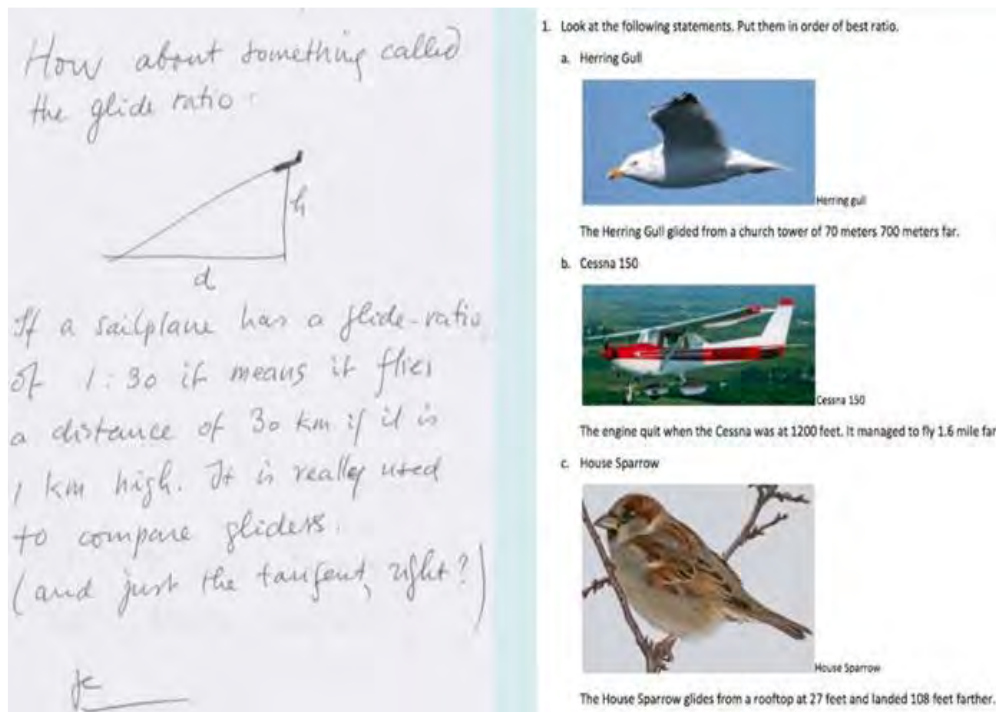 How about something called
the glide ratio:
h
d
If a sailplane has a glide-ratio
of 1:30 it means it flies
a distance of 30 km if it is
1 km high. It is really used
to compare gliders.
(and just the tangent, right?)
1. Look at the following statements. Put them in order of best ratio.
a. Herring Gull
Herring gull
The Herring Gull glided from a church tower of 70 meters 700 meters far.
b. Cessna 150
Cessna 150
The engine quit when the Cessna was at 1200 feet. It managed to fly 1.6 mile far
c. House Sparrow
House Sparrow
The House Sparrow glides from a rooftop at 27 feet and landed 108 feet farther.